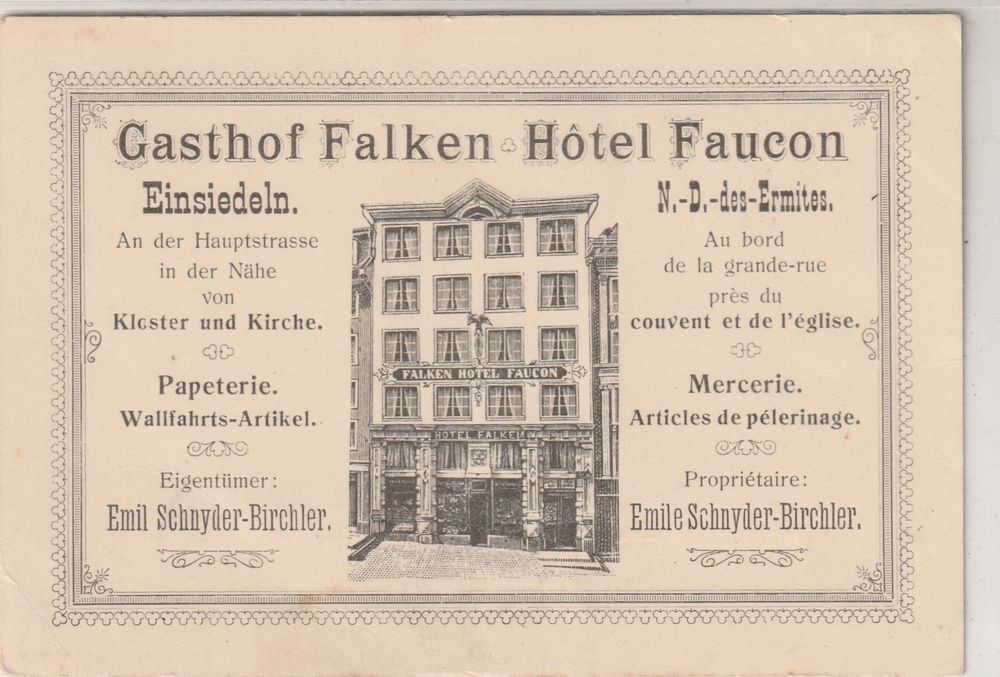 Gasthof Falken Hôtel Faucon
Einsiedeln.
An der Hauptstrasse
in der Nähe
von
Kloster und Kirche.
Papeterie.
Wallfahrts-Artikel.
Eigentümer:
Emil Schnyder-Birchler.
FALKEN HOTEL FAUCON
HOTEL FALKEN
N.-D.-des-Ermites.
Au bord
de la grande-rue
près du
couvent et de l'église.
Mercerie.
Articles de pélerinage.
Propriétaire:
Emile Schnyder-Birchler.